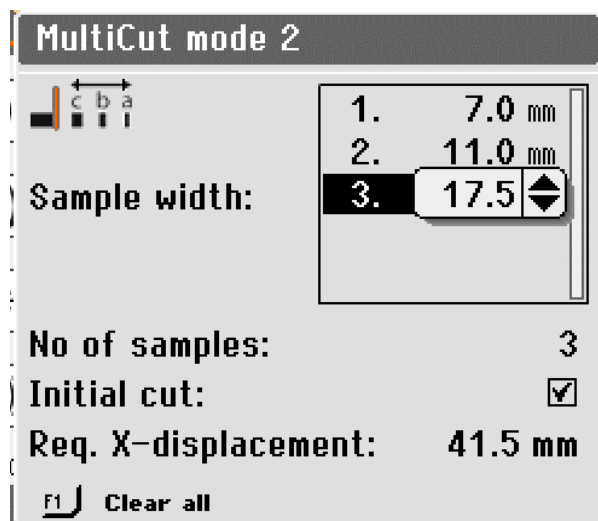 MultiCut mode 2
c b a
1. 7.0 mm
2. 11.0 mm
Sample width: 3. 17.5
No of samples: 3
Initial cut:
Req. X-displacement: 41.5 mm
F1 Clear all